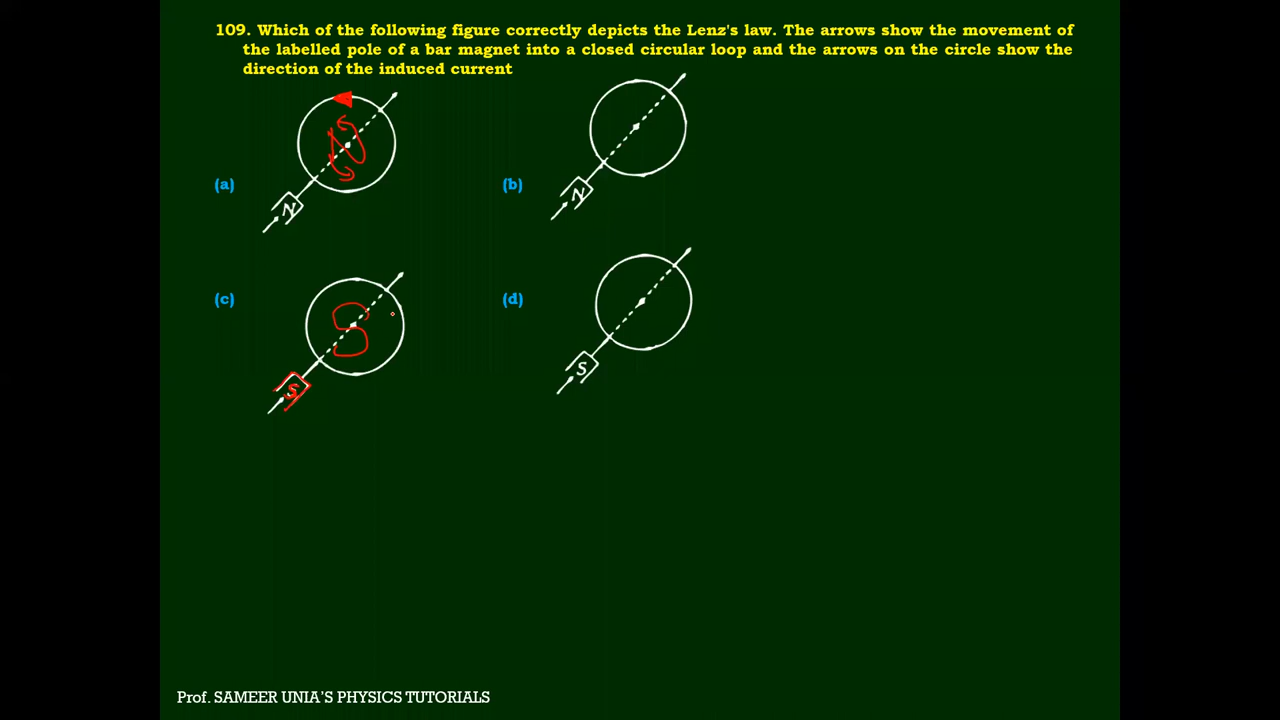 109. Which of the following figure correctly depicts the Lenz's law. The arrows show the movement of
the labelled pole of a bar magnet into a closed circular loop and the arrows on the circle show the
direction of the induced current
N
(a)
N
(b)
N
S
(c)
S
(d)
S
Prof. SAMEER UNIA'S PHYSICS TUTORIALS